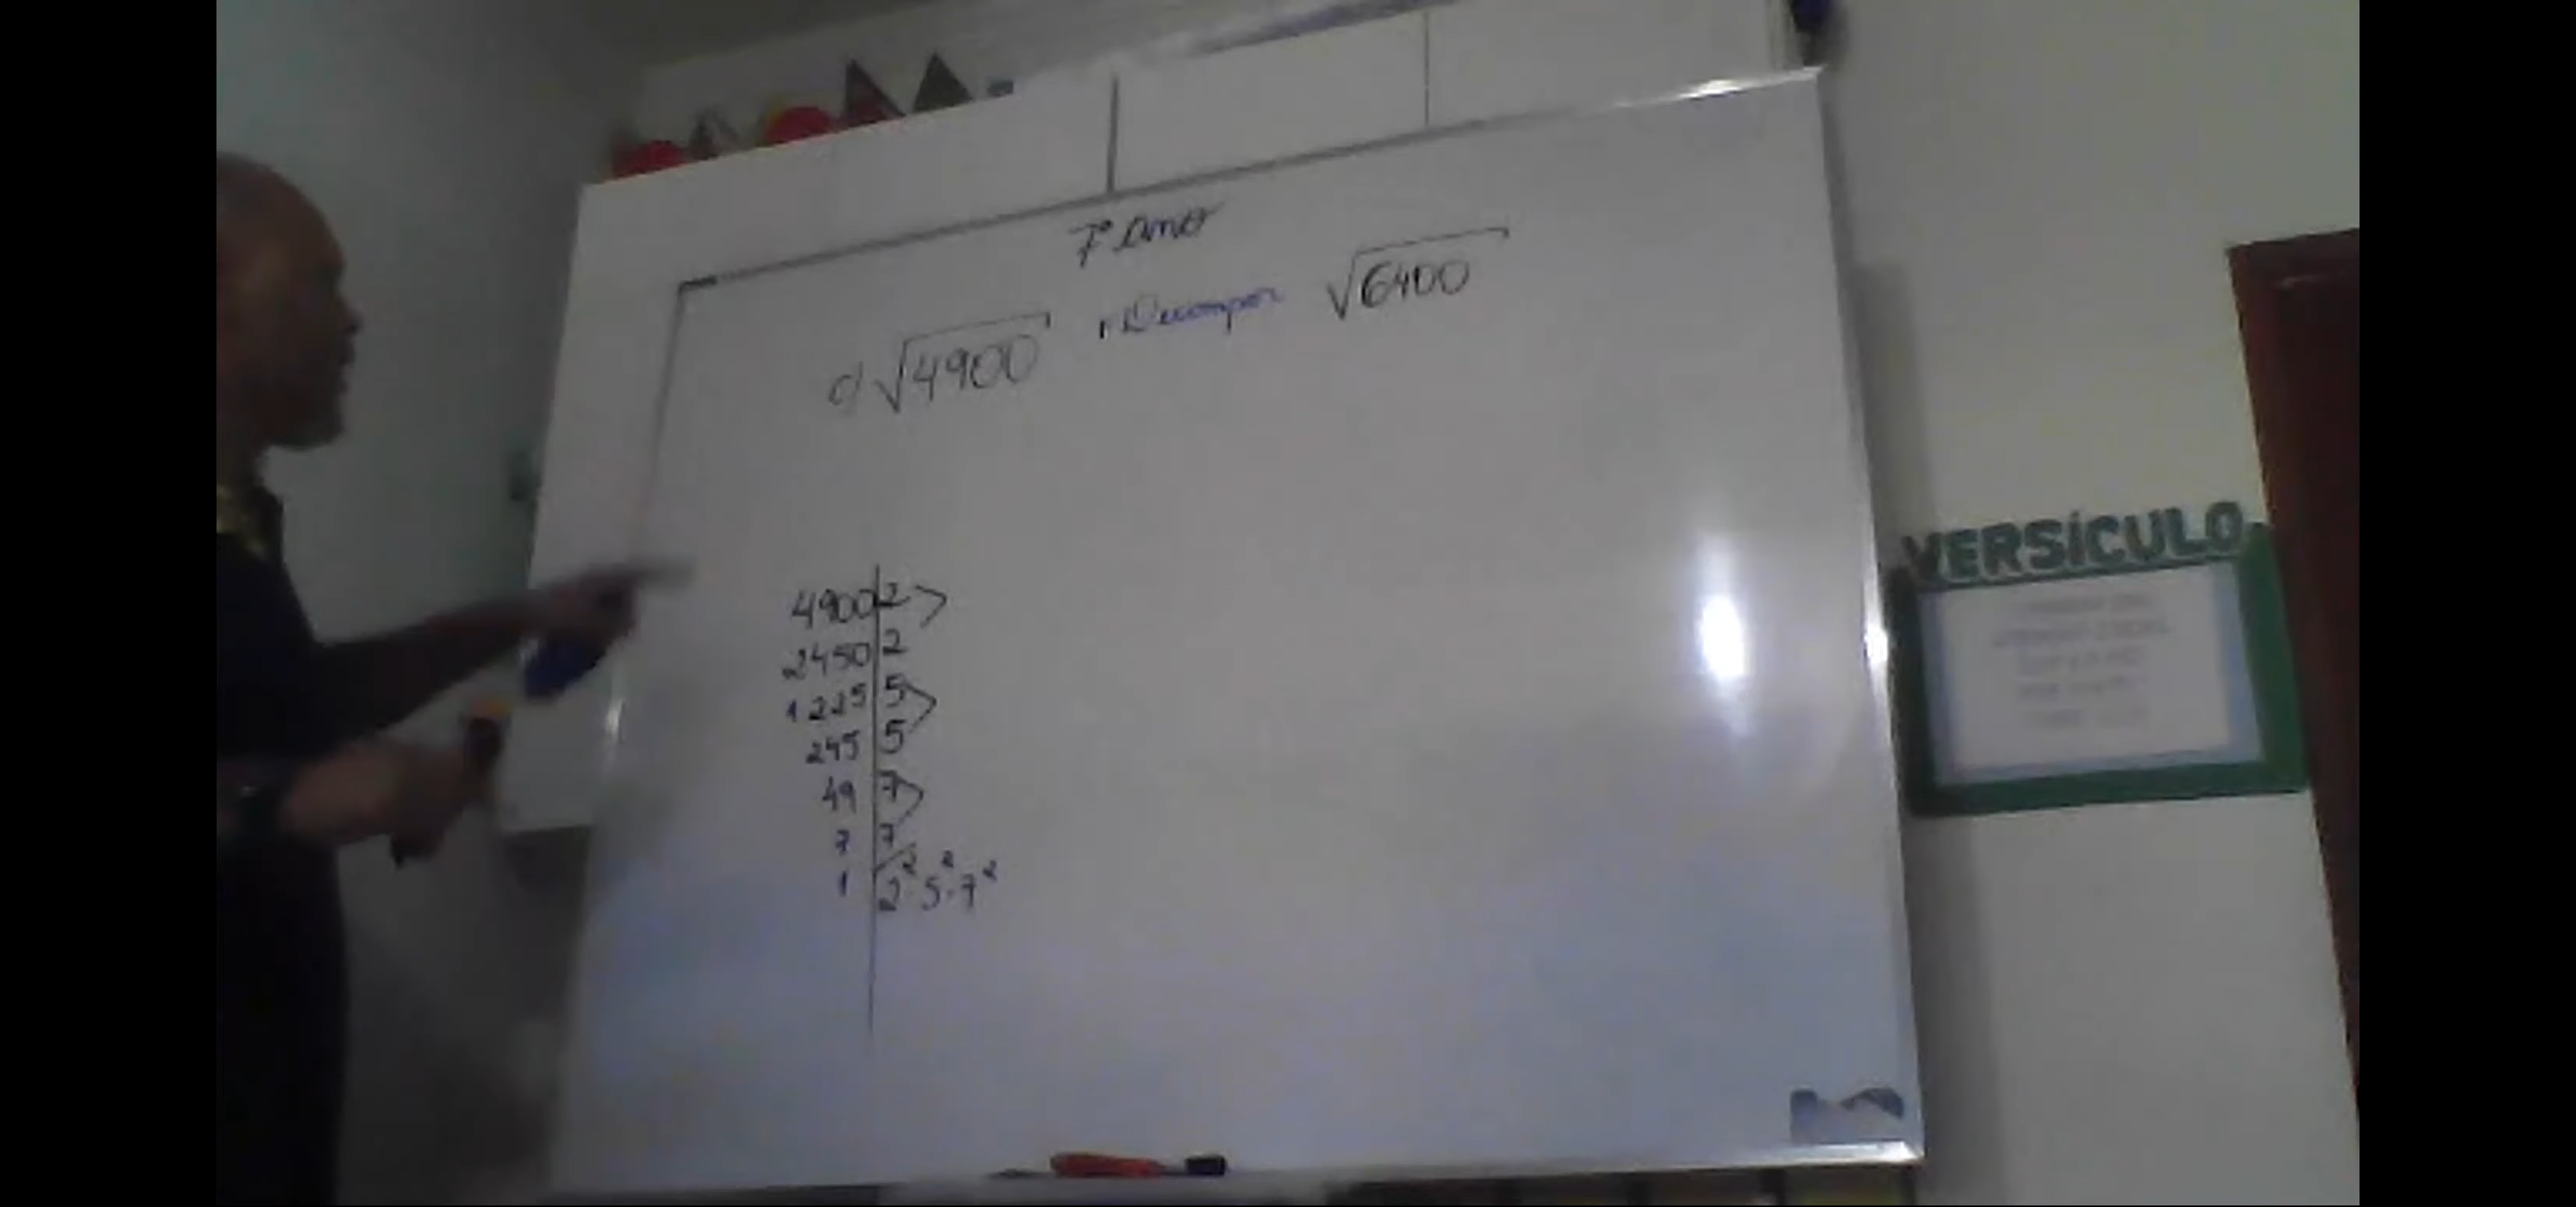 7º Ano
c) √4900 • Decompor √6400
4900|2
2450|2
1225|5
245|5
49|7
7|7
1|2²·5²·7²
VERSÍCULO